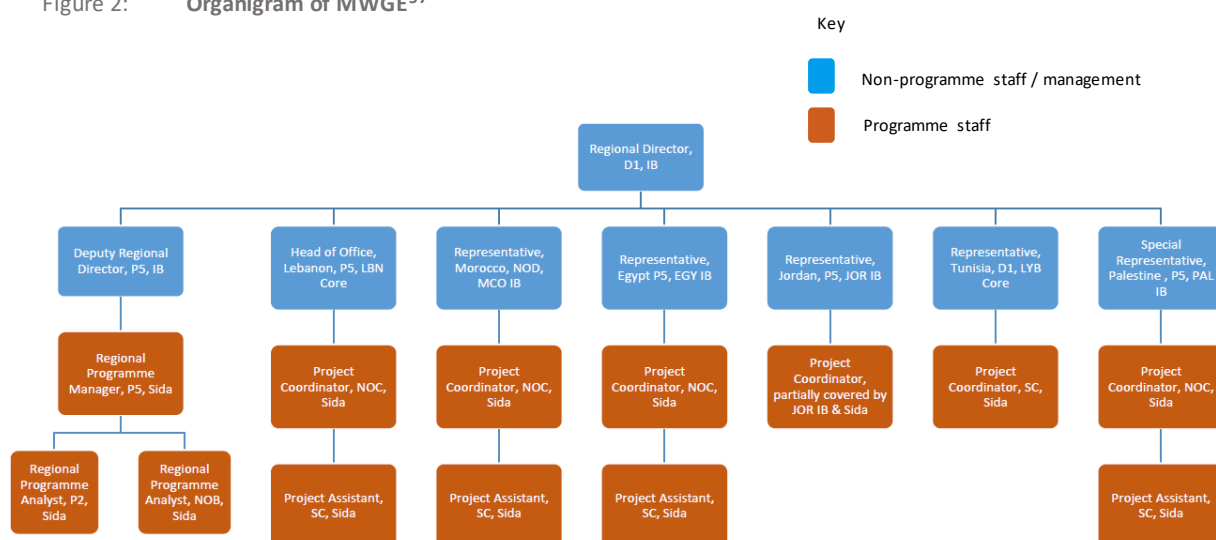 Figure 2: Organigram of MWGE37
Key
Non-programme staff / management
Programme staff
Regional Director,
D1, IB
Deputy Regional
Director, P5, IB
Head of Office,
Lebanon, P5, LBN
Core
Representative,
Morocco, NOD,
MCO IB
Representative,
Egypt P5, EGY IB
Representative,
Jordan, P5, JOR IB
Representative,
Tunisia, D1, LYB
Core
Special
Representative,
Palestine , P5, PAL
IB
Regional
Programme
Manager, P5, Sida
Project
Coordinator, NOC,
Sida
Project
Coordinator, NOC,
Sida
Project
Coordinator, NOC,
Sida
Project
Coordinator,
partially covered by
JOR IB & Sida
Project
Coordinator, SC,
Sida
Project
Coordinator, NOC,
Sida
Regional
Programme
Analyst, P2,
Sida
Regional
Programme
Analyst, NOB,
Sida
Project Assistant,
SC, Sida
Project Assistant,
SC, Sida
Project Assistant,
SC, Sida
Project Assistant,
SC, Sida